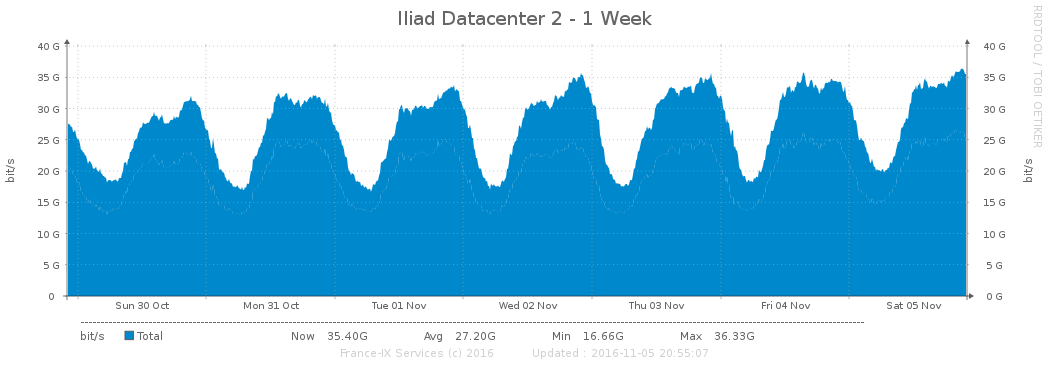 Iliad Datacenter 2 - 1 Week
RRDTOOL / TOBI OETIKER
40 G 40 G
35 G 35 G
30 G 30 G
25 G 25 G
20 G 20 G
15 G 15 G
10 G 10 G
5 G 5 G
0 0 G
bit/s bit/s
Sun 30 Oct Mon 31 Oct Tue 01 Nov Wed 02 Nov Thu 03 Nov Fri 04 Nov Sat 05 Nov
bit/s Total Now 35.40G Avg 27.20G Min 16.66G Max 36.33G
France-IX Services (c) 2016 Updated : 2016-11-05 20:55:07